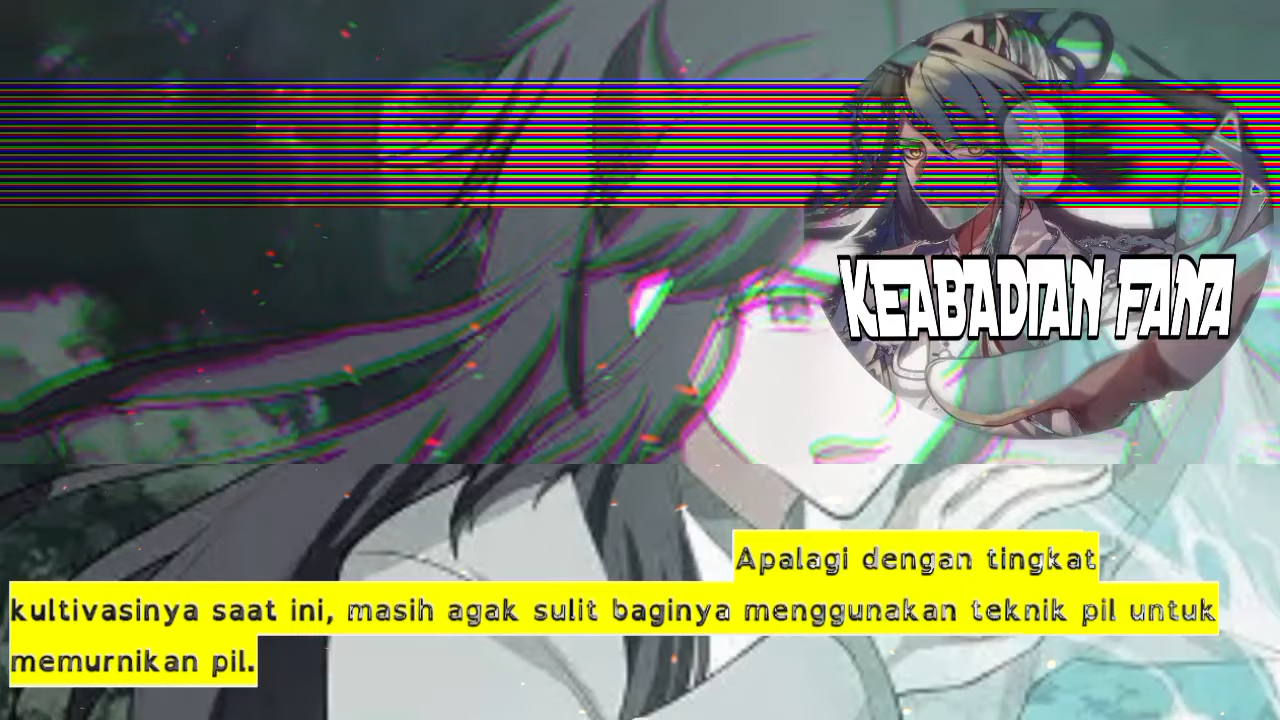 KEABADIAN FANA
Apalagi dengan tingkat
kultivasinya saat ini, masih agak sulit baginya menggunakan teknik pil untuk
memurnikan pil.